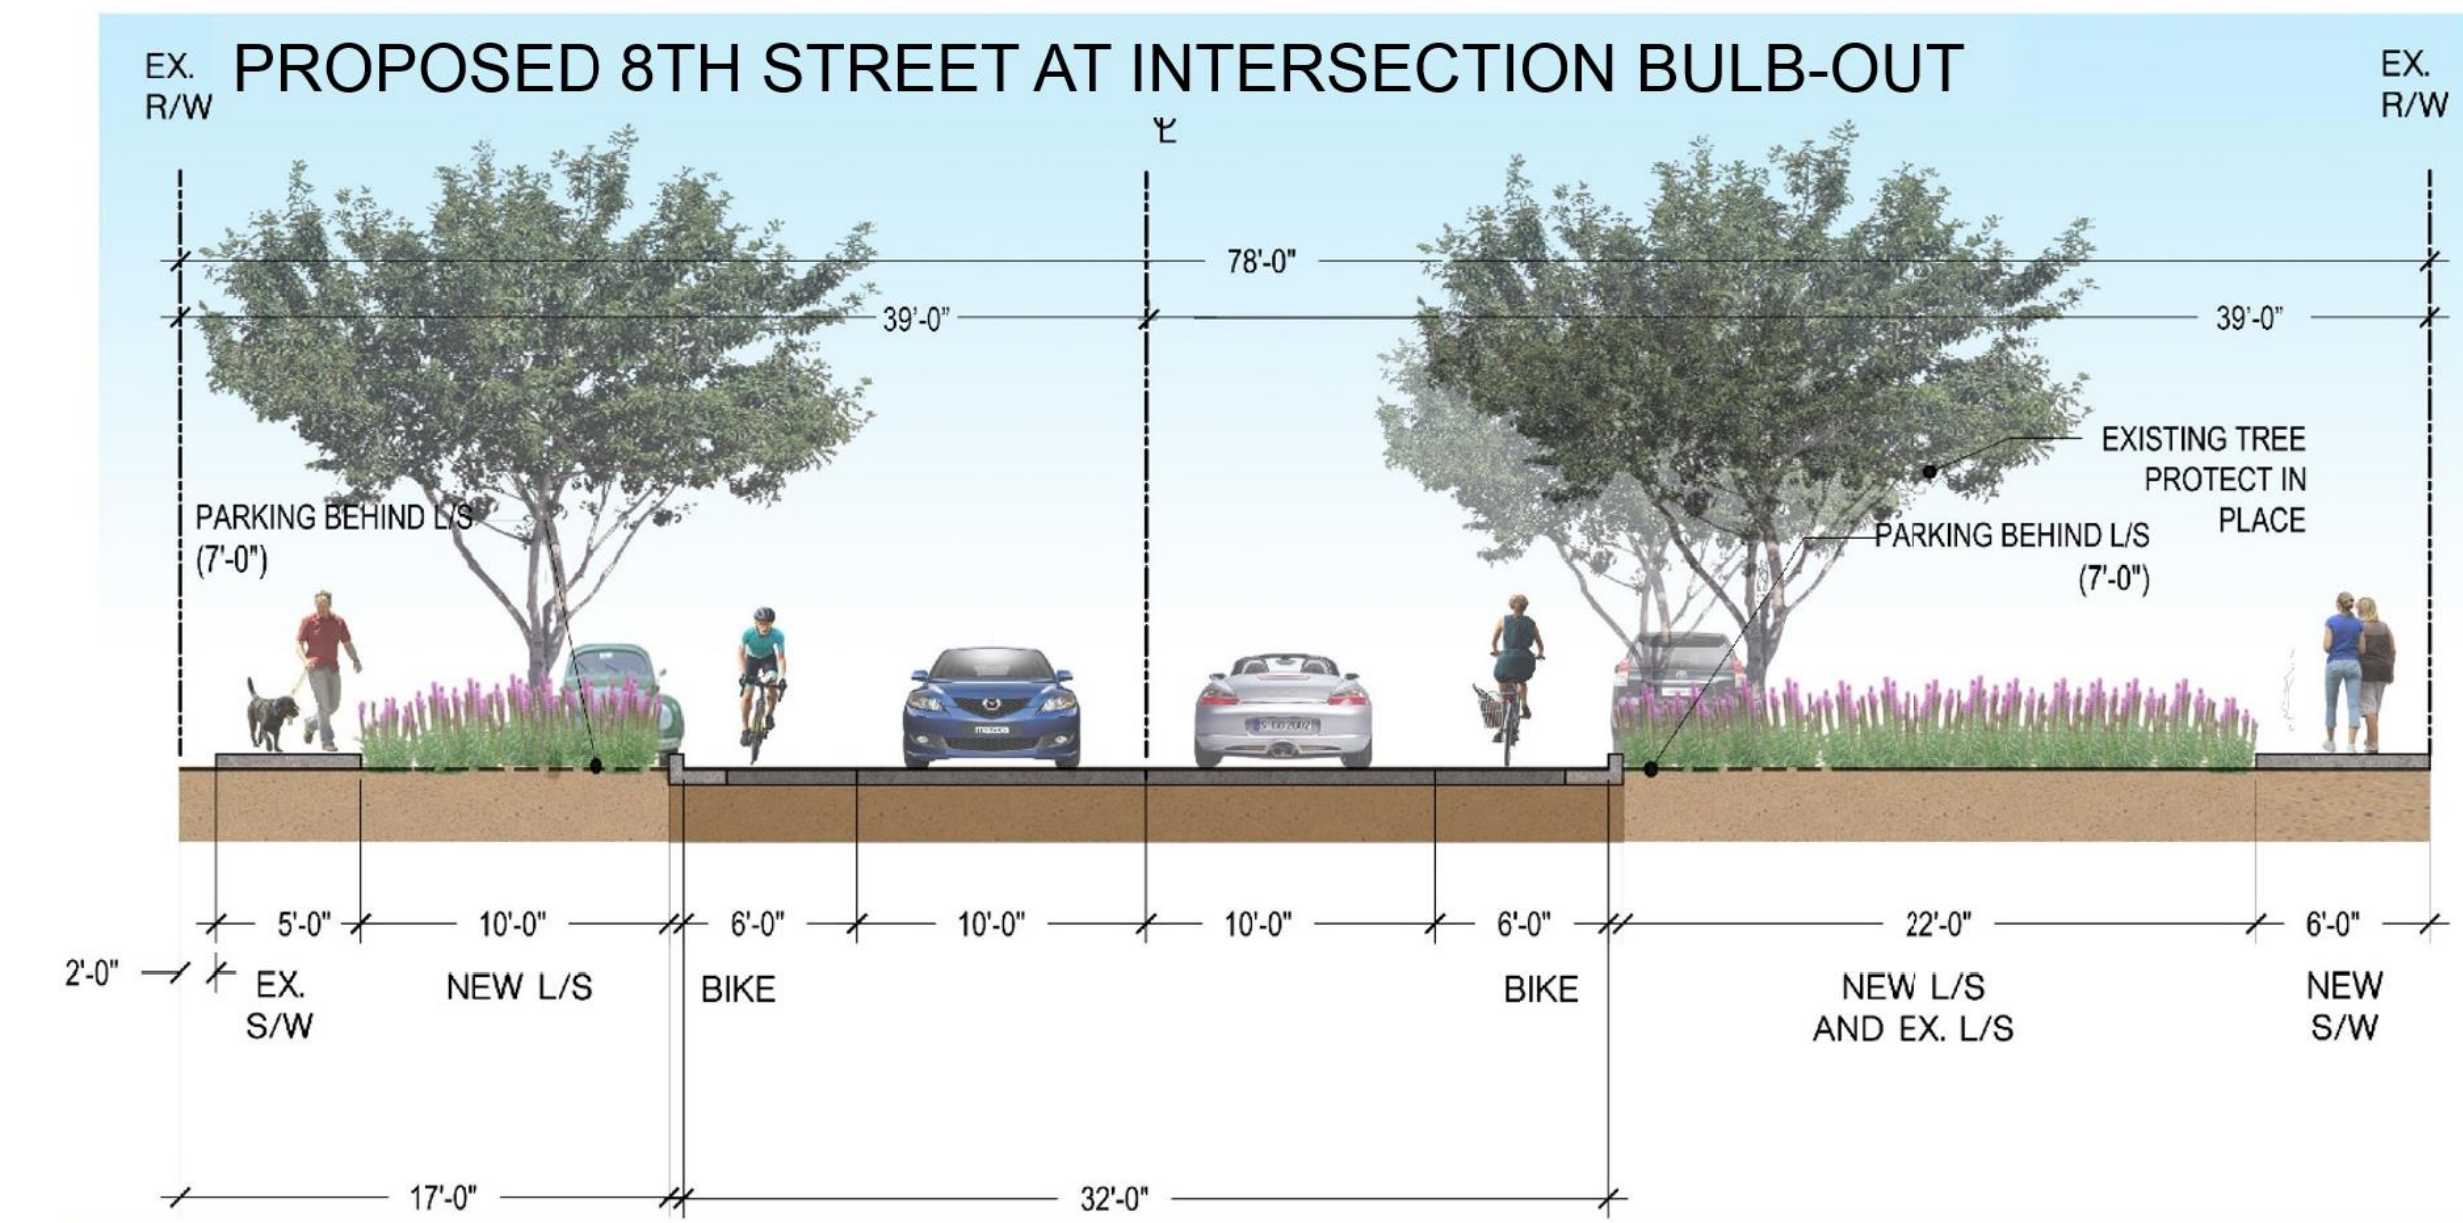 PROPOSED 8TH STREET AT INTERSECTION BULB-OUT
EX.
R/W
EX.
R/W
78'-0"
39'-0"
39'-0"
EXISTING TREE
PROTECT IN
PLACE
PARKING BEHIND L/S
(7'-0")
PARKING BEHIND L/S
(7'-0")
mazda
5'-0"
10'-0"
6'-0"
10'-0"
10'-0"
6'-0"
22'-0"
6'-0"
2'-0"
EX.
S/W
NEW L/S
BIKE
BIKE
NEW L/S
AND EX. L/S
NEW
S/W
17'-0"
32'-0"